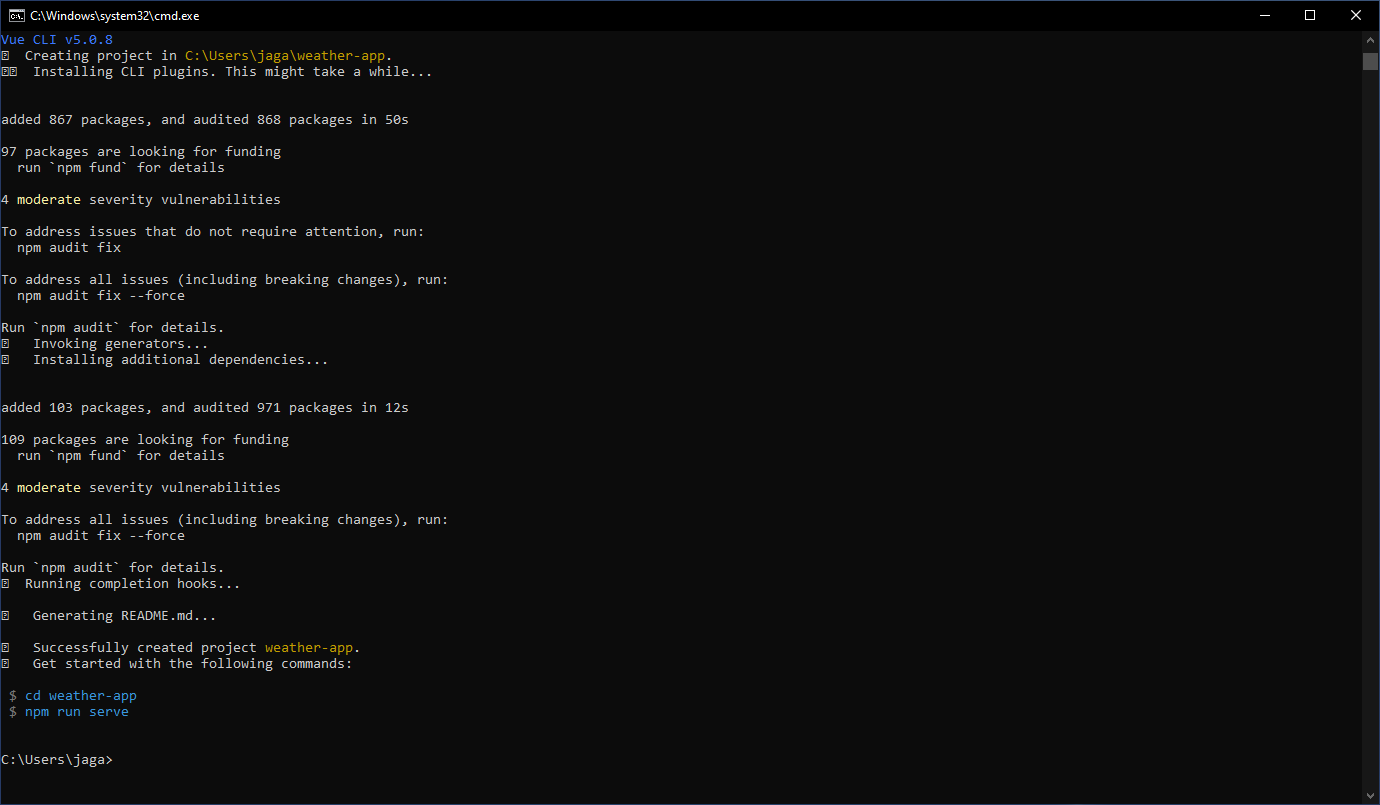 C:\Windows\system32\cmd.exe
Vue CLI v5.0.8
Creating project in C:\Users\jaga\weather-app.
Installing CLI plugins. This might take a while...
added 867 packages, and audited 868 packages in 50s
97 packages are looking for funding
run `npm fund` for details
4 moderate severity vulnerabilities
To address issues that do not require attention, run:
npm audit fix
To address all issues (including breaking changes), run:
npm audit fix --force
Run `npm audit` for details.
Invoking generators...
Installing additional dependencies...
added 103 packages, and audited 971 packages in 12s
109 packages are looking for funding
run `npm fund` for details
4 moderate severity vulnerabilities
To address all issues (including breaking changes), run:
npm audit fix --force
Run `npm audit` for details.
Running completion hooks...
Generating README.md...
Successfully created project weather-app.
Get started with the following commands:
$ cd weather-app
$ npm run serve
C:\Users\jaga>